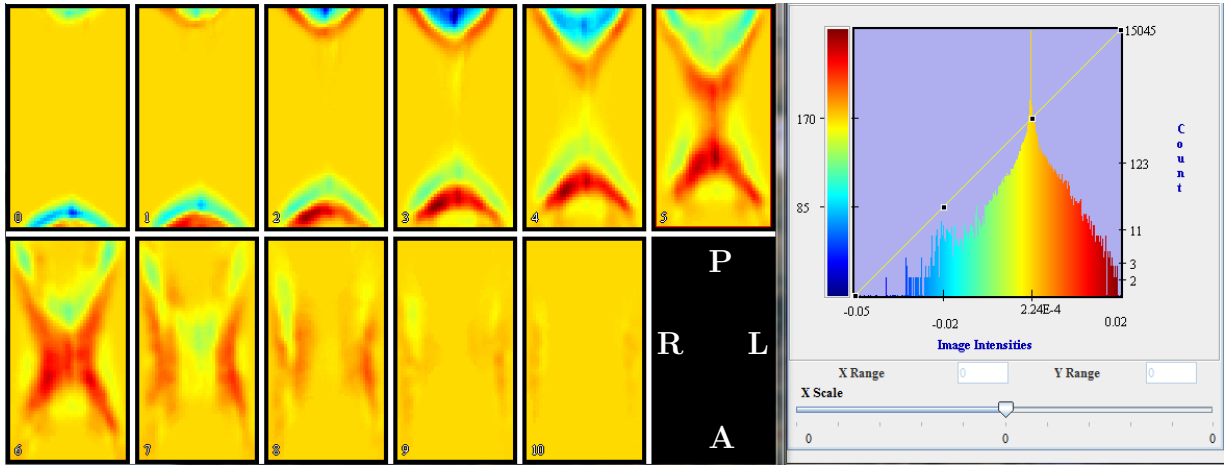 0 1 2 3 4 5
6 7 8 9 10
P
R L
A
15045
170
85
123
11
3
2
Count
-0.05 -0.02 2.24E-4 0.02
Image Intensities
X Range 0 Y Range 0
X Scale
0 0 0